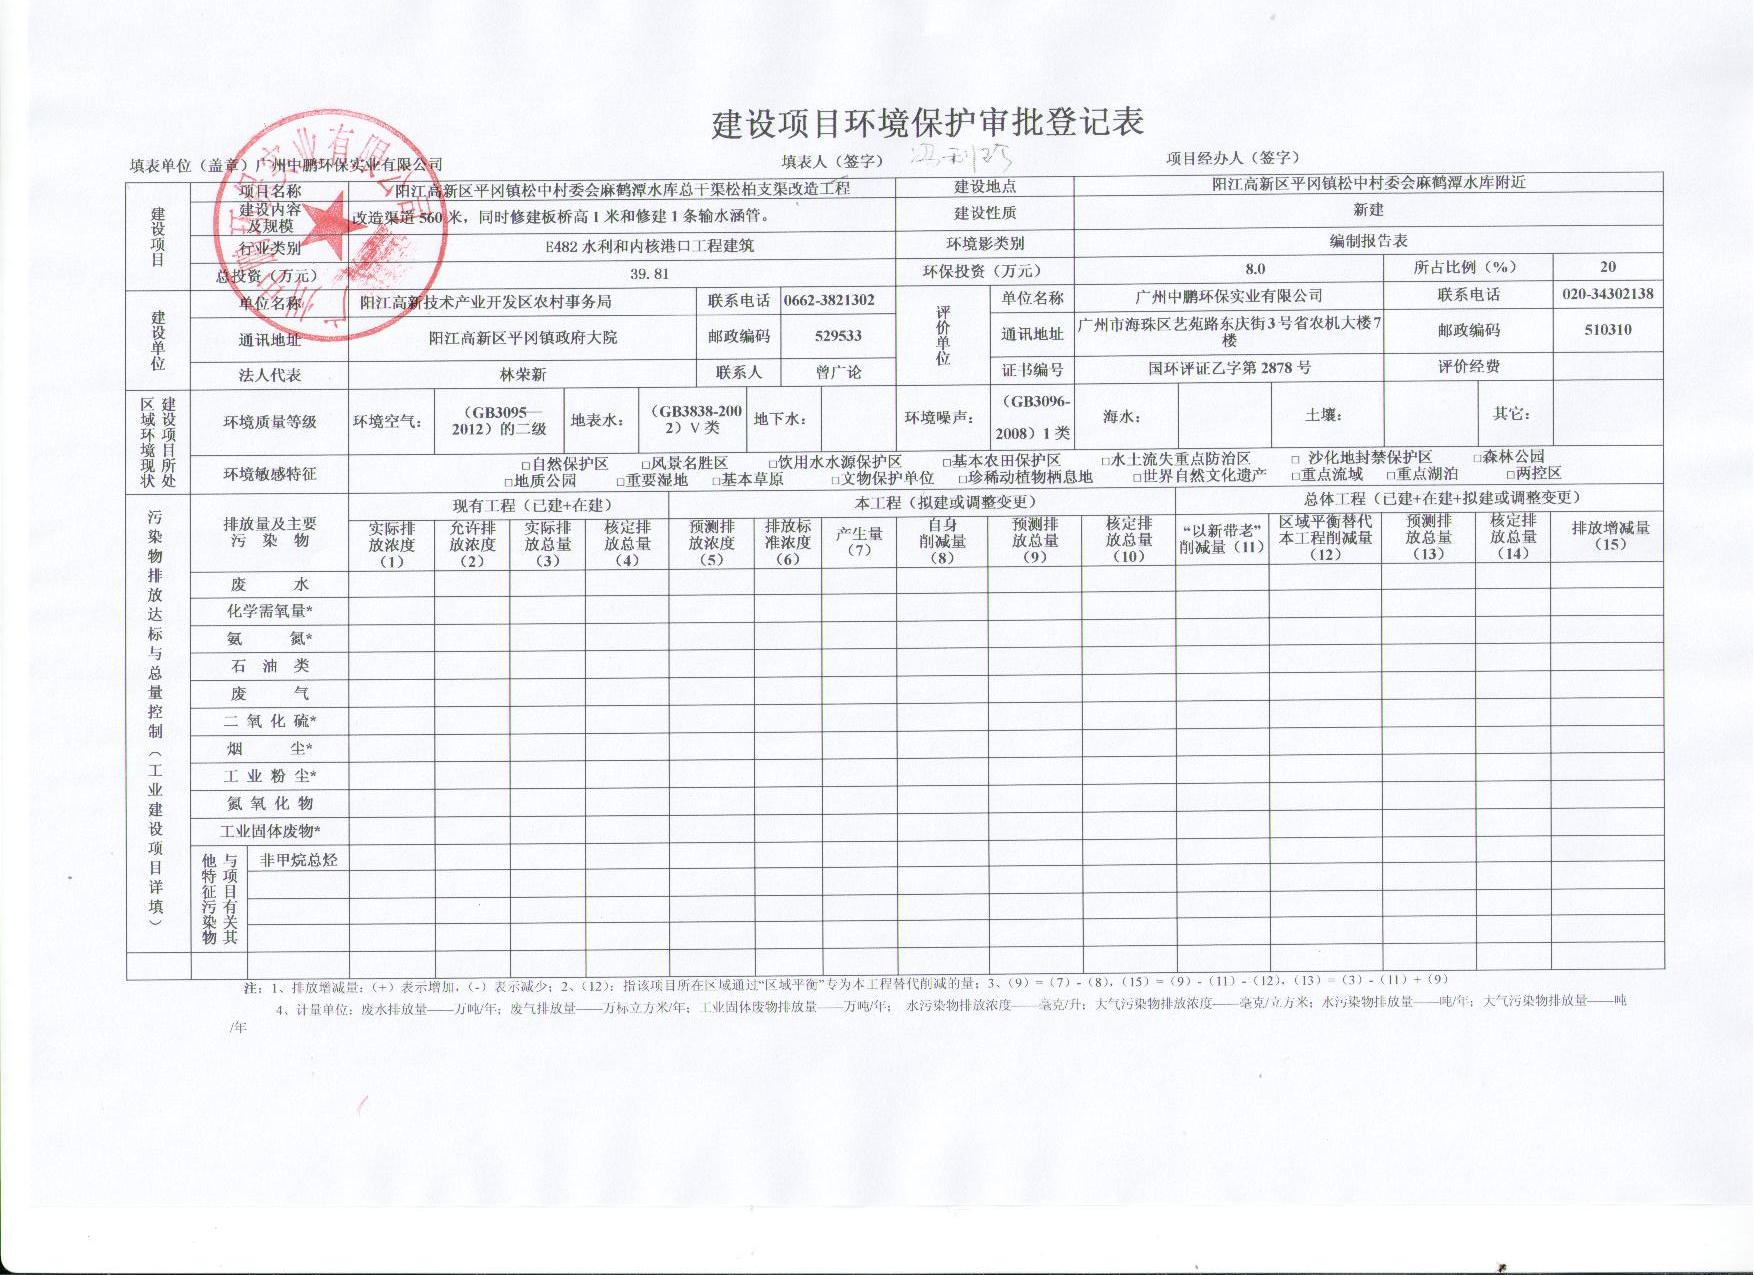 建设项目环境保护审批登记表
填表单位（盖章）广州中鹏环保实业有限公司 填表人（签字） 项目经办人（签字）
建设项目 项目名称 阳江高新区平冈镇松中村委会麻鹤潭水库总干渠松柏支渠改造工程 建设地点 阳江高新区平冈镇松中村委会麻鹤潭水库附近
建设内容及规模 改造渠道 560 米，同时修建板桥高 1 米和修建 1 条输水涵管。 建设性质 新建
行业类别 E482 水利和内核港口工程建筑 环境影类别 编制报告表
总投资（万元） 39.81 环保投资（万元） 8.0 所占比例（%） 20
建设单位 单位名称 阳江高新技术产业开发区农村事务局 联系电话 0662-3821302 评价单位 单位名称 广州中鹏环保实业有限公司 联系电话 020-34302138
通讯地址 阳江高新区平冈镇政府大院 邮政编码 529533 通讯地址 广州市海珠区艺苑路东庆街3号省农机大楼7楼 邮政编码 510310
法人代表 林荣新 联系人 曾广论 证书编号 国环评证乙字第 2878 号 评价经费
建设项目所处区域环境现状 环境质量等级 环境空气： （GB3095—2012）的二级 地表水： （GB3838-2002）V 类 地下水： 环境噪声： （GB3096-2008）1 类 海水： 土壤： 其它：
环境敏感特征 □自然保护区 □风景名胜区 □饮用水水源保护区 □基本农田保护区 □水土流失重点防治区 □ 沙化地封禁保护区 □森林公园
□地质公园 □重要湿地 □基本草原 □文物保护单位 □珍稀动植物栖息地 □世界自然文化遗产 □重点流域 □重点湖泊 □两控区
污染物排放达标与总量控制（工业建设项目详填）
排放量及主要污染物 现有工程（已建+在建） 本工程（拟建或调整变更） 总体工程（已建+在建+拟建或调整变更）
实际排放浓度（1） 允许排放浓度（2） 实际排放总量（3） 核定排放总量（4） 预测排放浓度（5） 排放标准浓度（6） 产生量（7） 自身削减量（8） 预测排放总量（9） 核定排放总量（10） “以新带老”削减量（11） 区域平衡替代本工程削减量（12） 预测排放总量（13） 核定排放总量（14） 排放增减量（15）
废 水
化学需氧量*
氨 氮*
石 油 类
废 气
二 氧 化 硫*
烟 尘*
工 业 粉 尘*
氮 氧 化 物
工业固体废物*
与项目有关其他特征污染物 非甲烷总烃
注：1、排放增减量：（+）表示增加，（-）表示减少；2、（12）：指该项目所在区域通过“区域平衡”专为本工程替代削减的量；3、（9）=（7）-（8），（15）=（9）-（11）-（12），（13）=（3）-（11）+（9）
4、计量单位：废水排放量——万吨/年；废气排放量——万标立方米/年；工业固体废物排放量——万吨/年； 水污染物排放浓度——毫克/升；大气污染物排放浓度——毫克/立方米；水污染物排放量——吨/年；大气污染物排放量——吨
/年